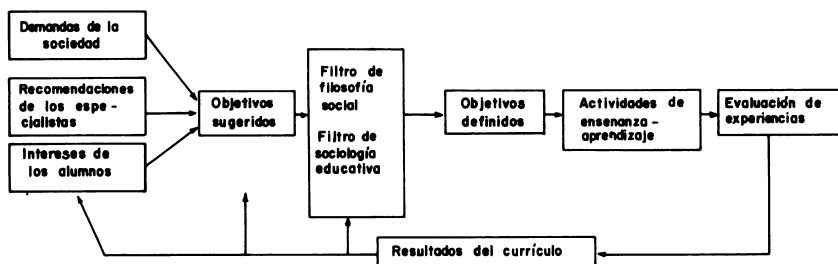 Demandas de la
sociedad
Recomendaciones
de los espe-
cialistas
Intereses de
los alumnos
Objetivos
sugeridos
Filtro de
filosofía
social
Filtro de
sociología
educativa
Objetivos
definidos
Actividades de
ensenanza-
aprendizaje
Evaluación de
experiencias
Resultados del currículo